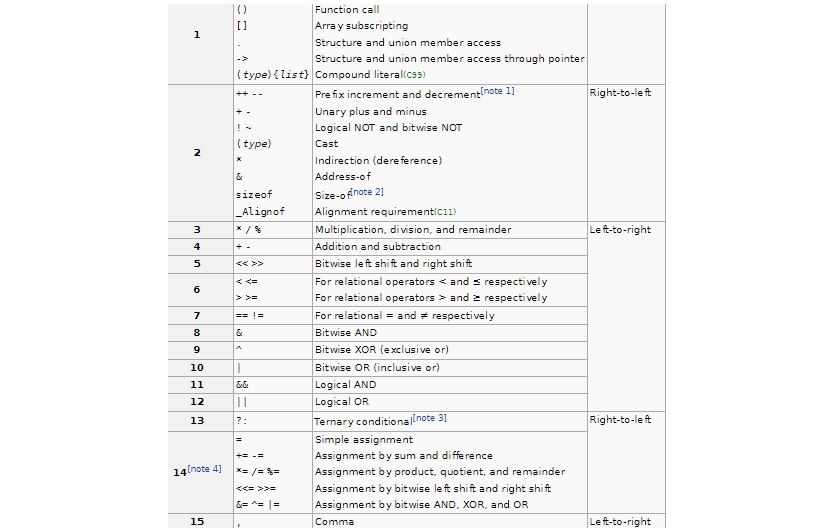 1 () Function call
[] Array subscripting
. Structure and union member access
-> Structure and union member access through pointer
(type){list} Compound literal(C99)
2 ++ -- Prefix increment and decrement[note 1] Right-to-left
+ - Unary plus and minus
! ~ Logical NOT and bitwise NOT
(type) Cast
* Indirection (dereference)
& Address-of
sizeof Size-of[note 2]
_Alignof Alignment requirement(C11)
3 * / % Multiplication, division, and remainder Left-to-right
4 + - Addition and subtraction
5 << >> Bitwise left shift and right shift
6 < <= For relational operators < and ≤ respectively
> >= For relational operators > and ≥ respectively
7 == != For relational = and ≠ respectively
8 & Bitwise AND
9 ^ Bitwise XOR (exclusive or)
10 | Bitwise OR (inclusive or)
11 && Logical AND
12 || Logical OR
13 ?: Ternary conditional[note 3] Right-to-left
14[note 4] = Simple assignment
+= -= Assignment by sum and difference
*= /= %= Assignment by product, quotient, and remainder
<<= >>= Assignment by bitwise left shift and right shift
&= ^= |= Assignment by bitwise AND, XOR, and OR
15 , Comma Left-to-right